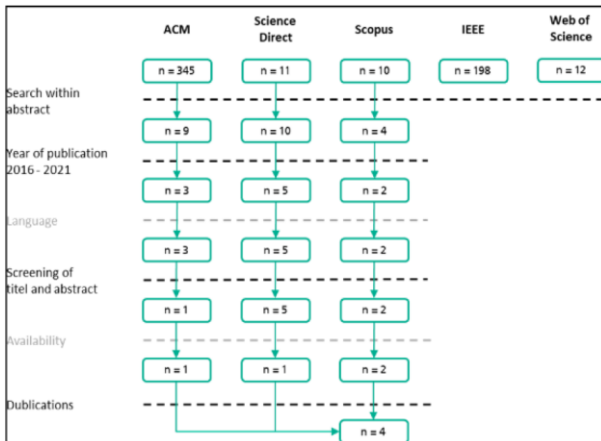 ACM
Science
Direct
Scopus
IEEE
Web of
Science
n = 345
n = 11
n = 10
n = 198
n = 12
Search within
abstract
n = 9
n = 10
n = 4
Year of publication
2016 - 2021
n = 3
n = 5
n = 2
Language
n = 3
n = 5
n = 2
Screening of
titel and abstract
n = 1
n = 5
n = 2
Availability
n = 1
n = 1
n = 2
Dublications
n = 4